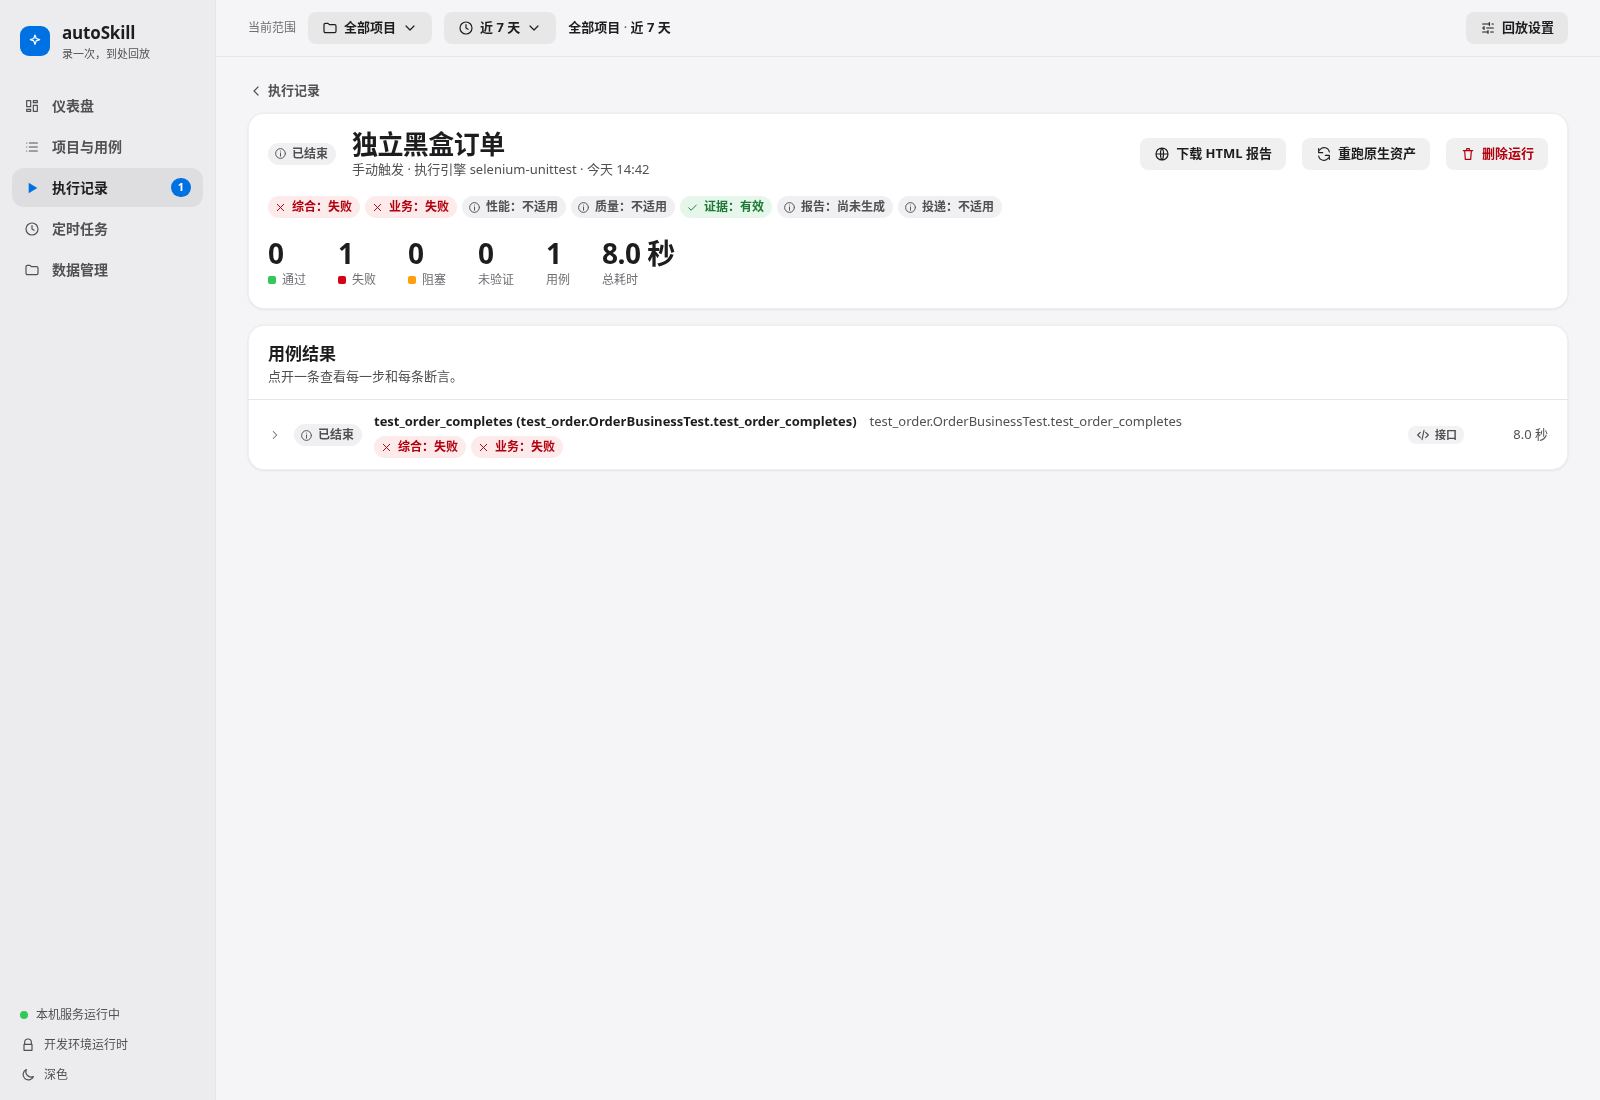 autoSkill
录一次，到处回放
仪表盘
项目与用例
执行记录 1
定时任务
数据管理
本机服务运行中
开发环境运行时
深色
当前范围 全部项目 近 7 天 全部项目 · 近 7 天 回放设置
执行记录
已结束 独立黑盒订单
手动触发 · 执行引擎 selenium-unittest · 今天 14:42
下载 HTML 报告 重跑原生资产 删除运行
综合：失败 业务：失败 性能：不适用 质量：不适用 证据：有效 报告：尚未生成 投递：不适用
0 1 0 0 1 8.0 秒
通过 失败 阻塞 未验证 用例 总耗时
用例结果
点开一条查看每一步和每条断言。
已结束 test_order_completes (test_order.OrderBusinessTest.test_order_completes) test_order.OrderBusinessTest.test_order_completes
综合：失败 业务：失败
接口 8.0 秒